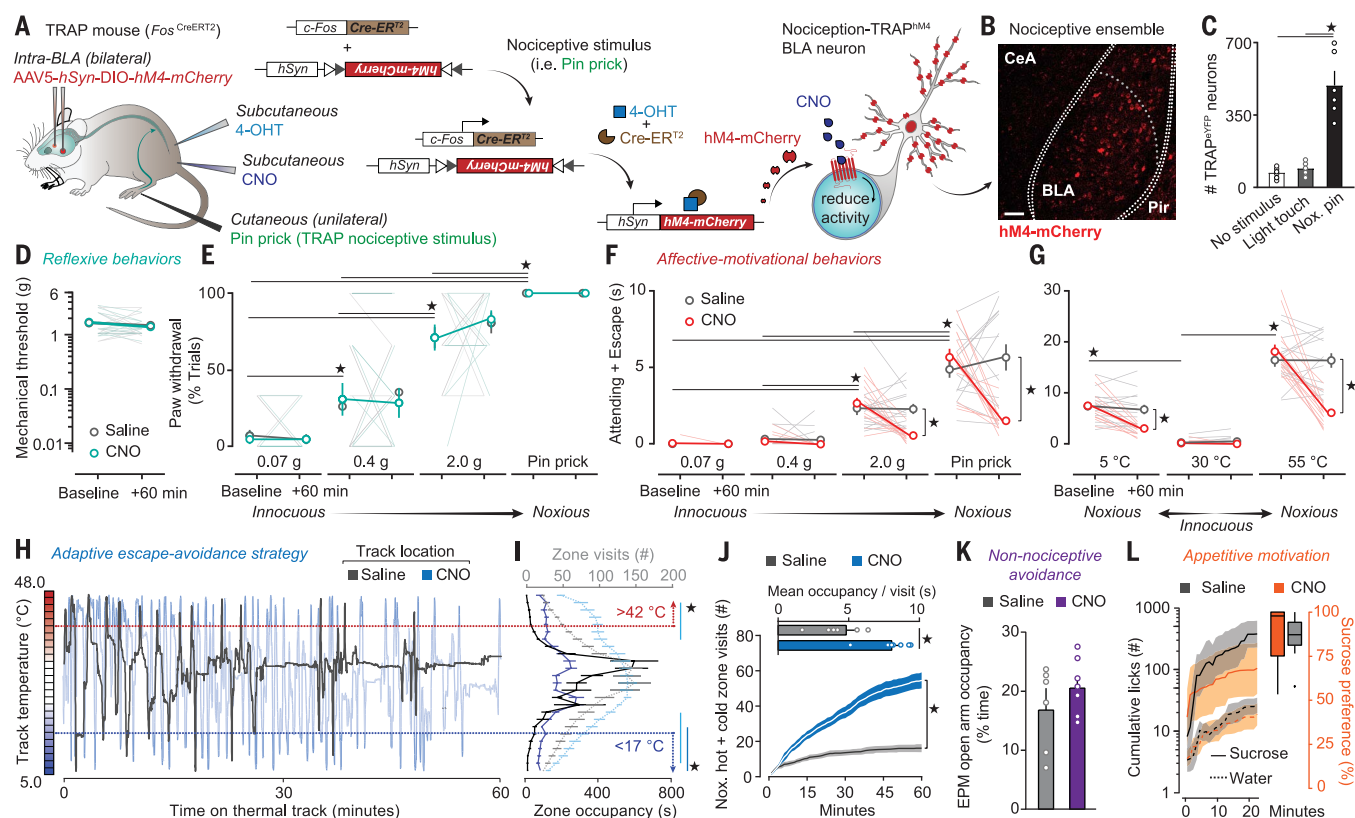 A
TRAP mouse (Fos CreERT2)
Intra-BLA (bilateral)
AAV5-hSyn-DIO-hM4-mCherry
Subcutaneous
4-OHT
Subcutaneous
CNO
Cutaneous (unilateral)
Pin prick (TRAP nociceptive stimulus)
c-Fos
Cre-ERT2
+
hSyn
hM4-mCherry
Nociceptive stimulus
(i.e. Pin prick)
c-Fos
Cre-ERT2
hSyn
hM4-mCherry
4-OHT
+
Cre-ERT2
hSyn
hM4-mCherry
Nociception-TRAPhM4
BLA neuron
CNO
hM4-mCherry
reduce
activity
B
Nociceptive ensemble
CeA
BLA
Pir
hM4-mCherry
C
# TRAPeYFP neurons
700
350
0
No stimulus
Light touch
Nox. pin
D
Reflexive behaviors
Mechanical threshold (g)
6
1
0.1
0.01
Saline
CNO
Baseline
+60 min
E
Paw withdrawal
(% Trials)
100
50
0
0.07 g
0.4 g
2.0 g
Pin prick
Baseline
+60 min
Innocuous
Noxious
F
Affective-motivational behaviors
Attending + Escape (s)
10
5
0
Saline
CNO
0.07 g
0.4 g
2.0 g
Pin prick
Baseline
+60 min
Innocuous
Noxious
G
30
20
10
0
5 °C
30 °C
55 °C
Baseline
+60 min
Noxious
Innocuous
Noxious
H
Adaptive escape-avoidance strategy
Track location
Saline
CNO
Track temperature (°C)
48.0
5.0
0
30
60
Time on thermal track (minutes)
I
Zone visits (#)
0
50
100
150
200
>42 °C
<17 °C
0
200
400
600
800
Zone occupancy (s)
J
Saline
CNO
Mean occupancy / visit (s)
0
5
10
Nox. hot + cold zone visits (#)
80
60
40
20
0
0
15
30
45
60
Minutes
K
Non-nociceptive
avoidance
Saline
CNO
EPM open arm occupancy
(% time)
30
20
10
0
L
Appetitive motivation
Saline
CNO
Cumulative licks (#)
1000
100
10
1
Sucrose
Water
0
10
20
Minutes
100
75
50
25
0
Sucrose preference (%)